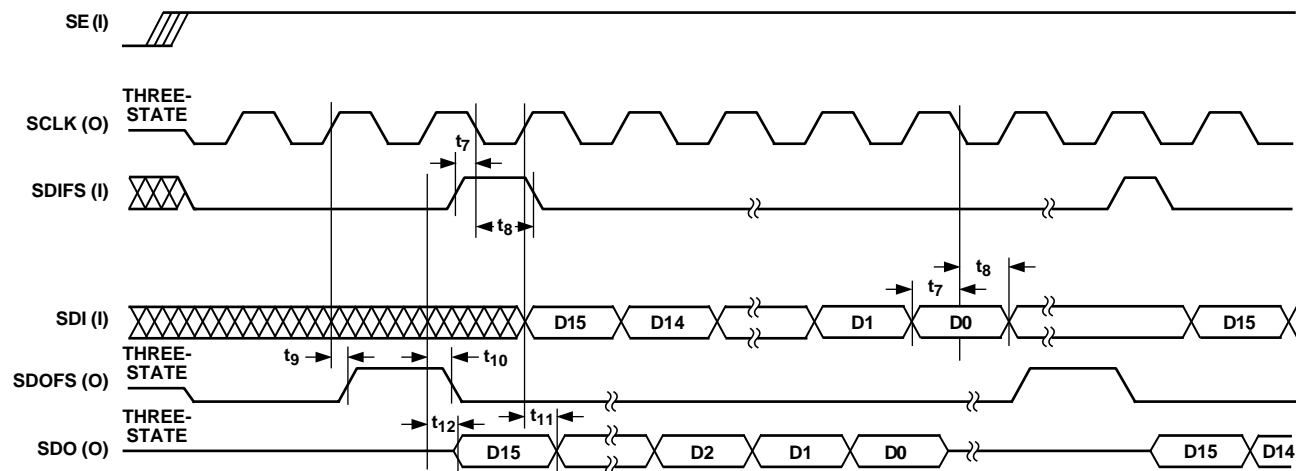 SE (I)
THREE-
STATE
SCLK (O)
t7
SDIFS (I)
t8
t8
t7
SDI (I)
D15
D14
D1
D0
D15
t9
t10
THREE-
STATE
SDOFS (O)
THREE-
STATE
t12
t11
SDO (O)
D15
D2
D1
D0
D15
D14